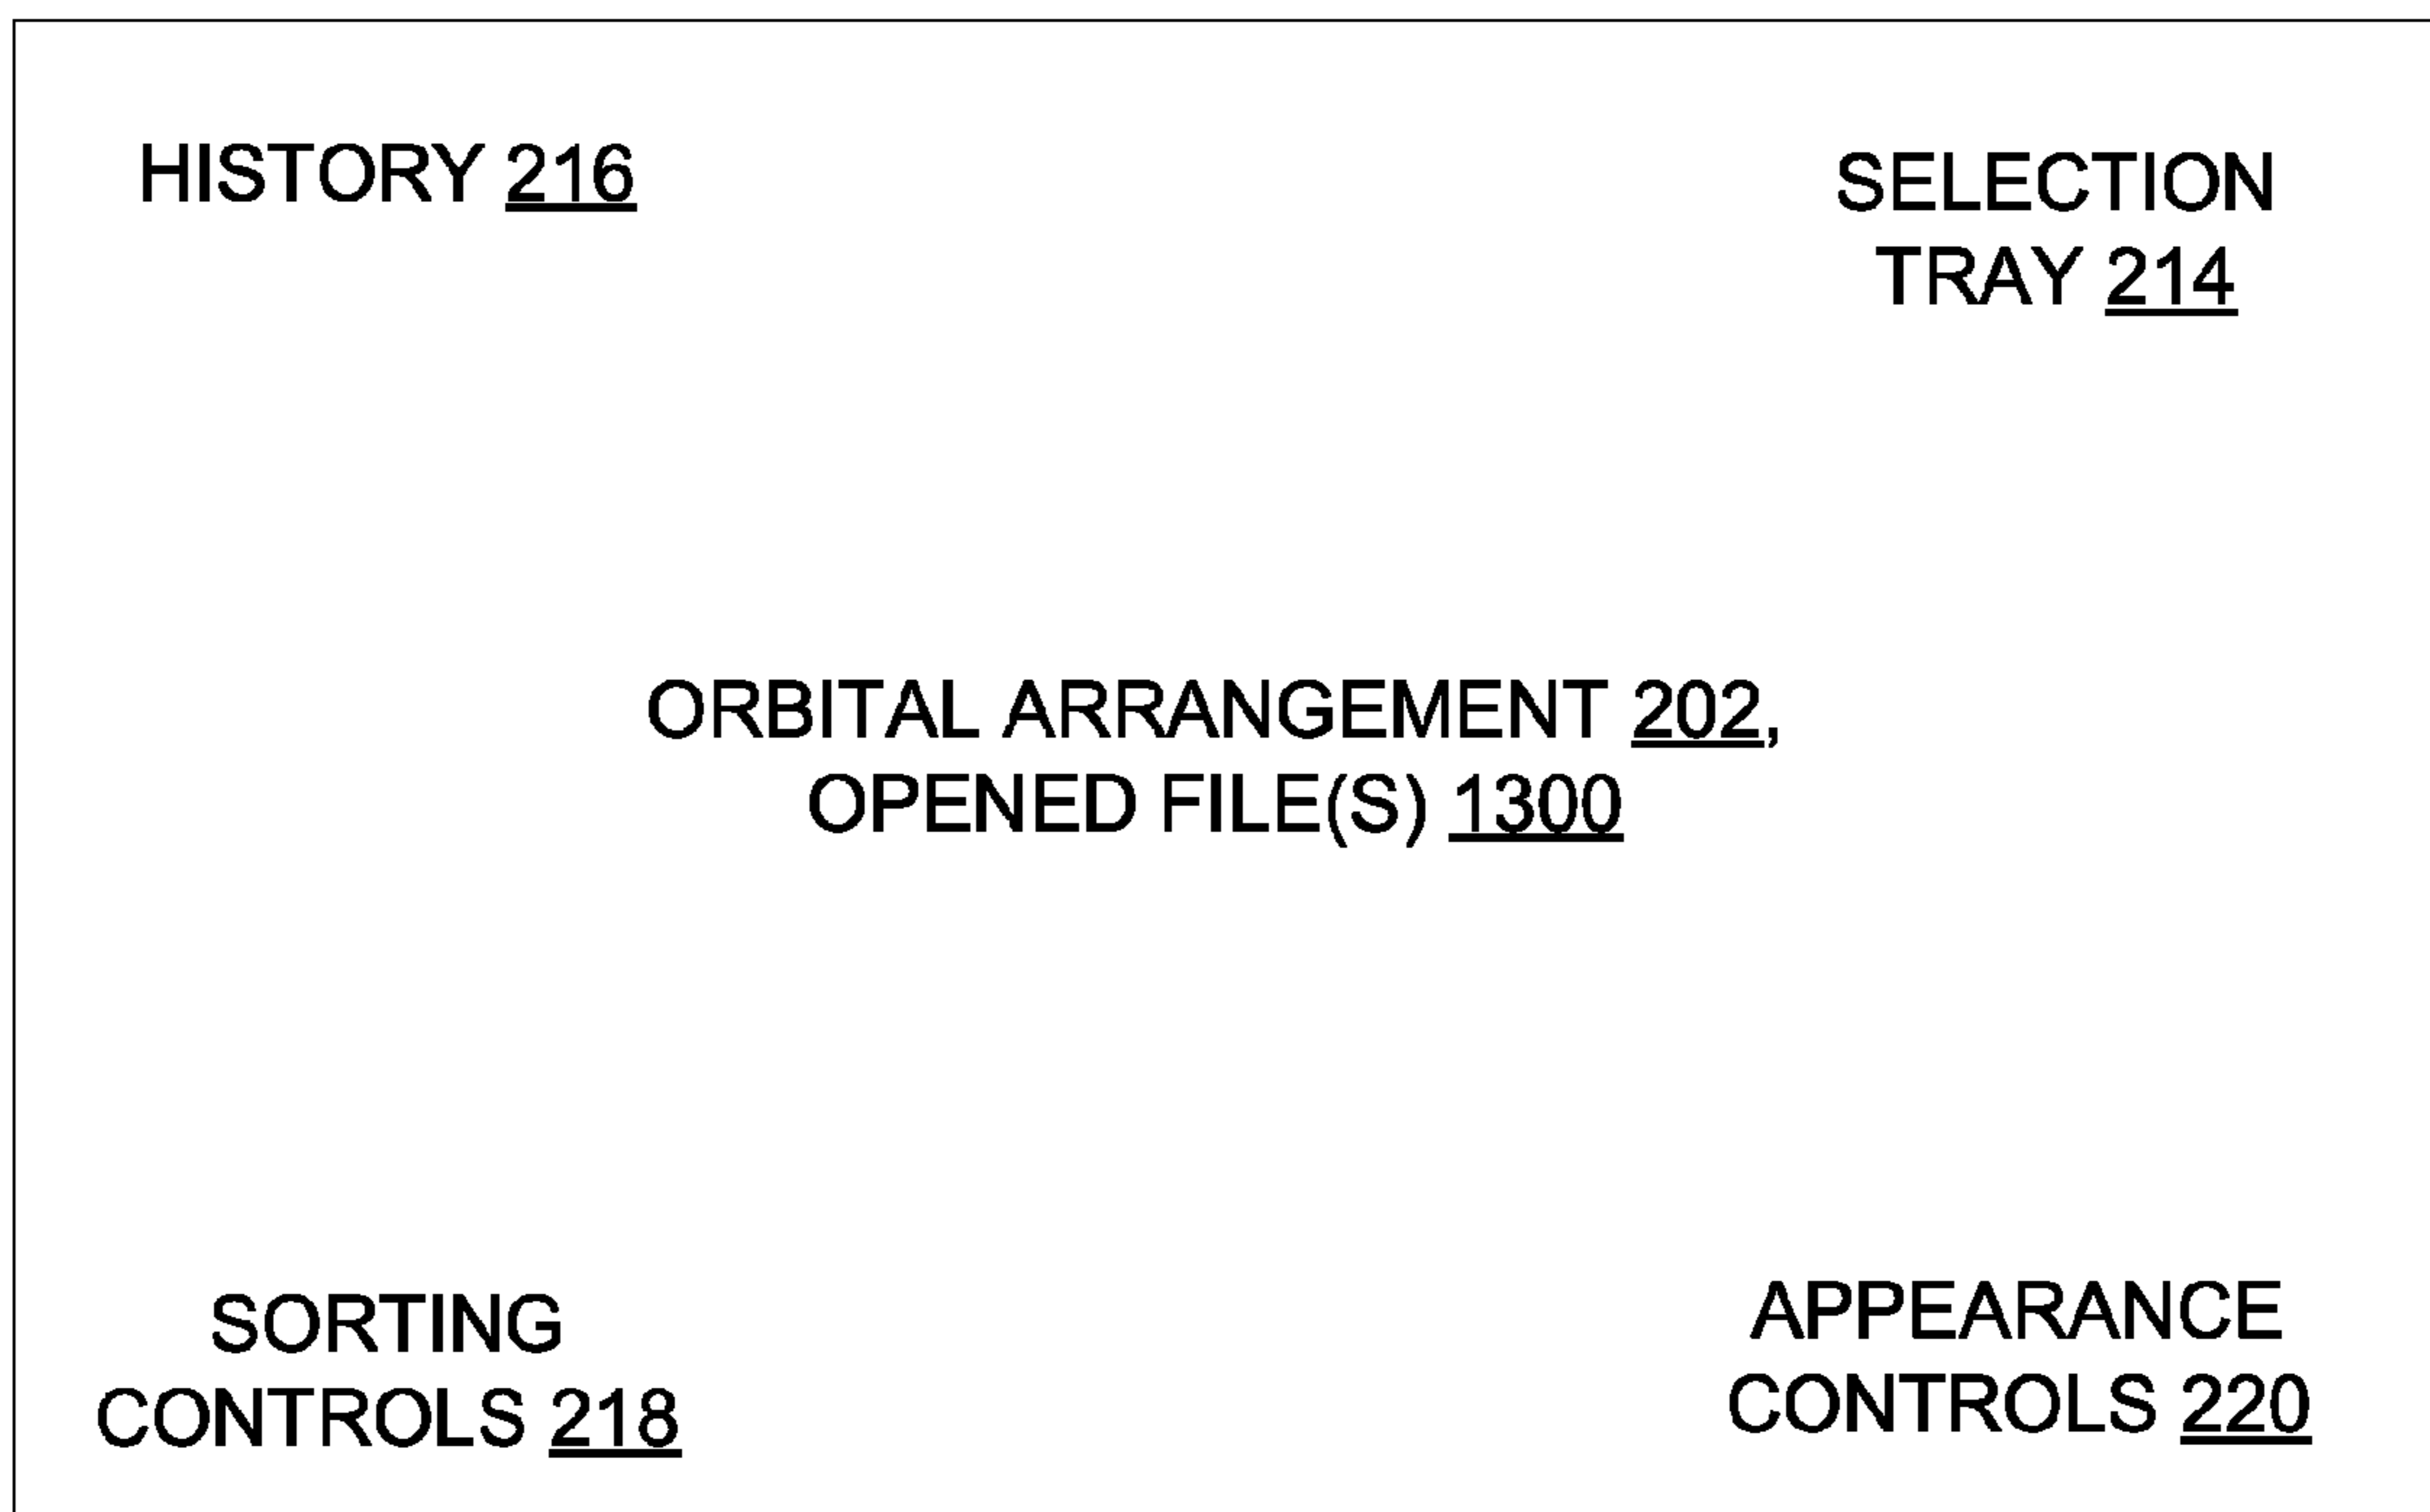 HISTORY 216
SELECTION
TRAY 214
ORBITAL ARRANGEMENT 202,
OPENED FILE(S) 1300
SORTING
CONTROLS 218
APPEARANCE
CONTROLS 220